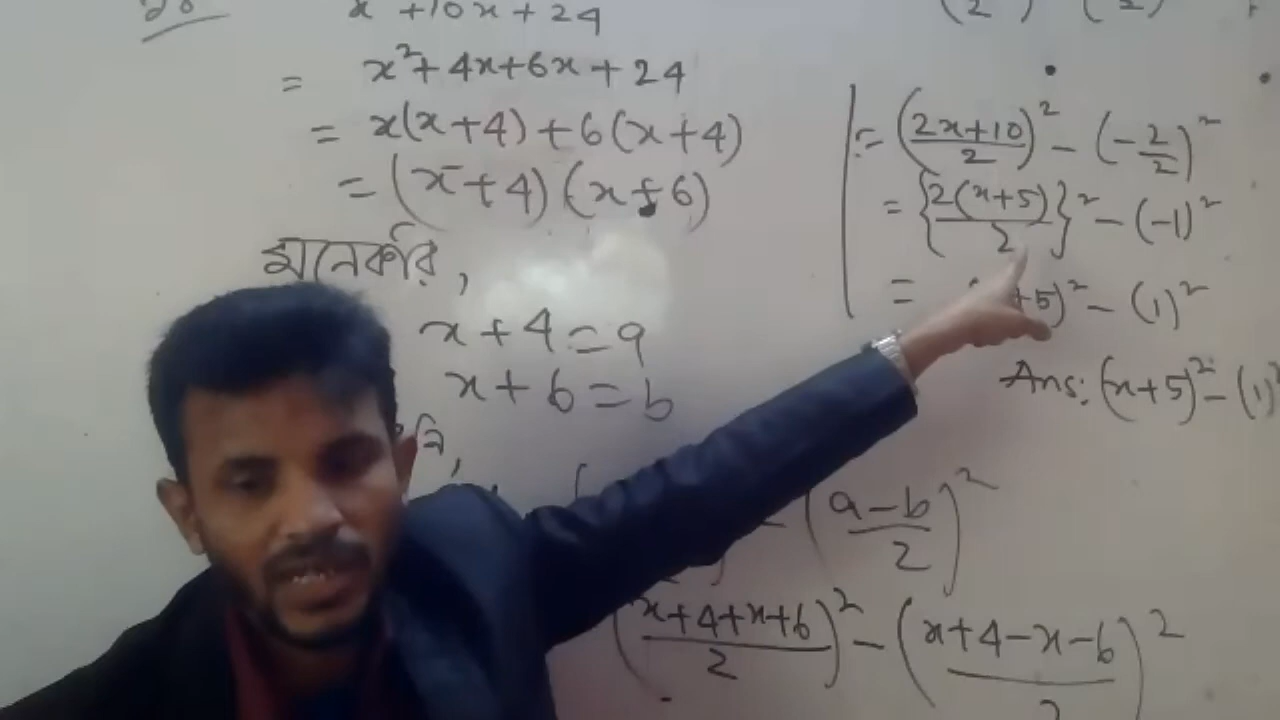 x² + 10x + 24
= x² + 4x + 6x + 24
= x(x+4) + 6(x+4)
= (x+4)(x+6)
মনেকরি,
x + 4 = a
x + 6 = b
(a-b/2)²
(x+4+x+6/2)² - (x+4-x-6/2)²
= (2x+10/2)² - (-2/2)²
= {2(x+5)/2}² - (-1)²
= +5)² - (1)²
Ans: (x+5)² - (1)²